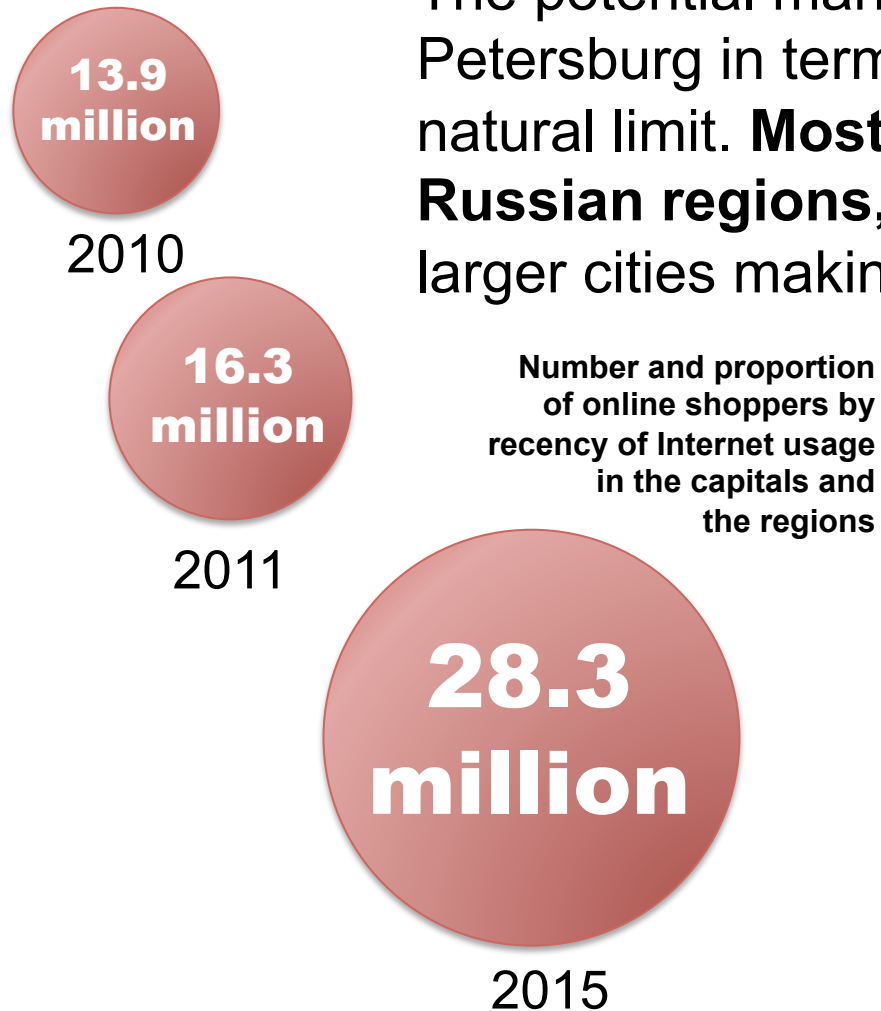 The potential
Petersburg in
natural limit. Most
Russian regions,
larger cities
13.9
million
2010
16.3
million
2011
Number and proportion
of online shoppers by
recency of Internet usage
in the capitals and
the regions
28.3
million
2015